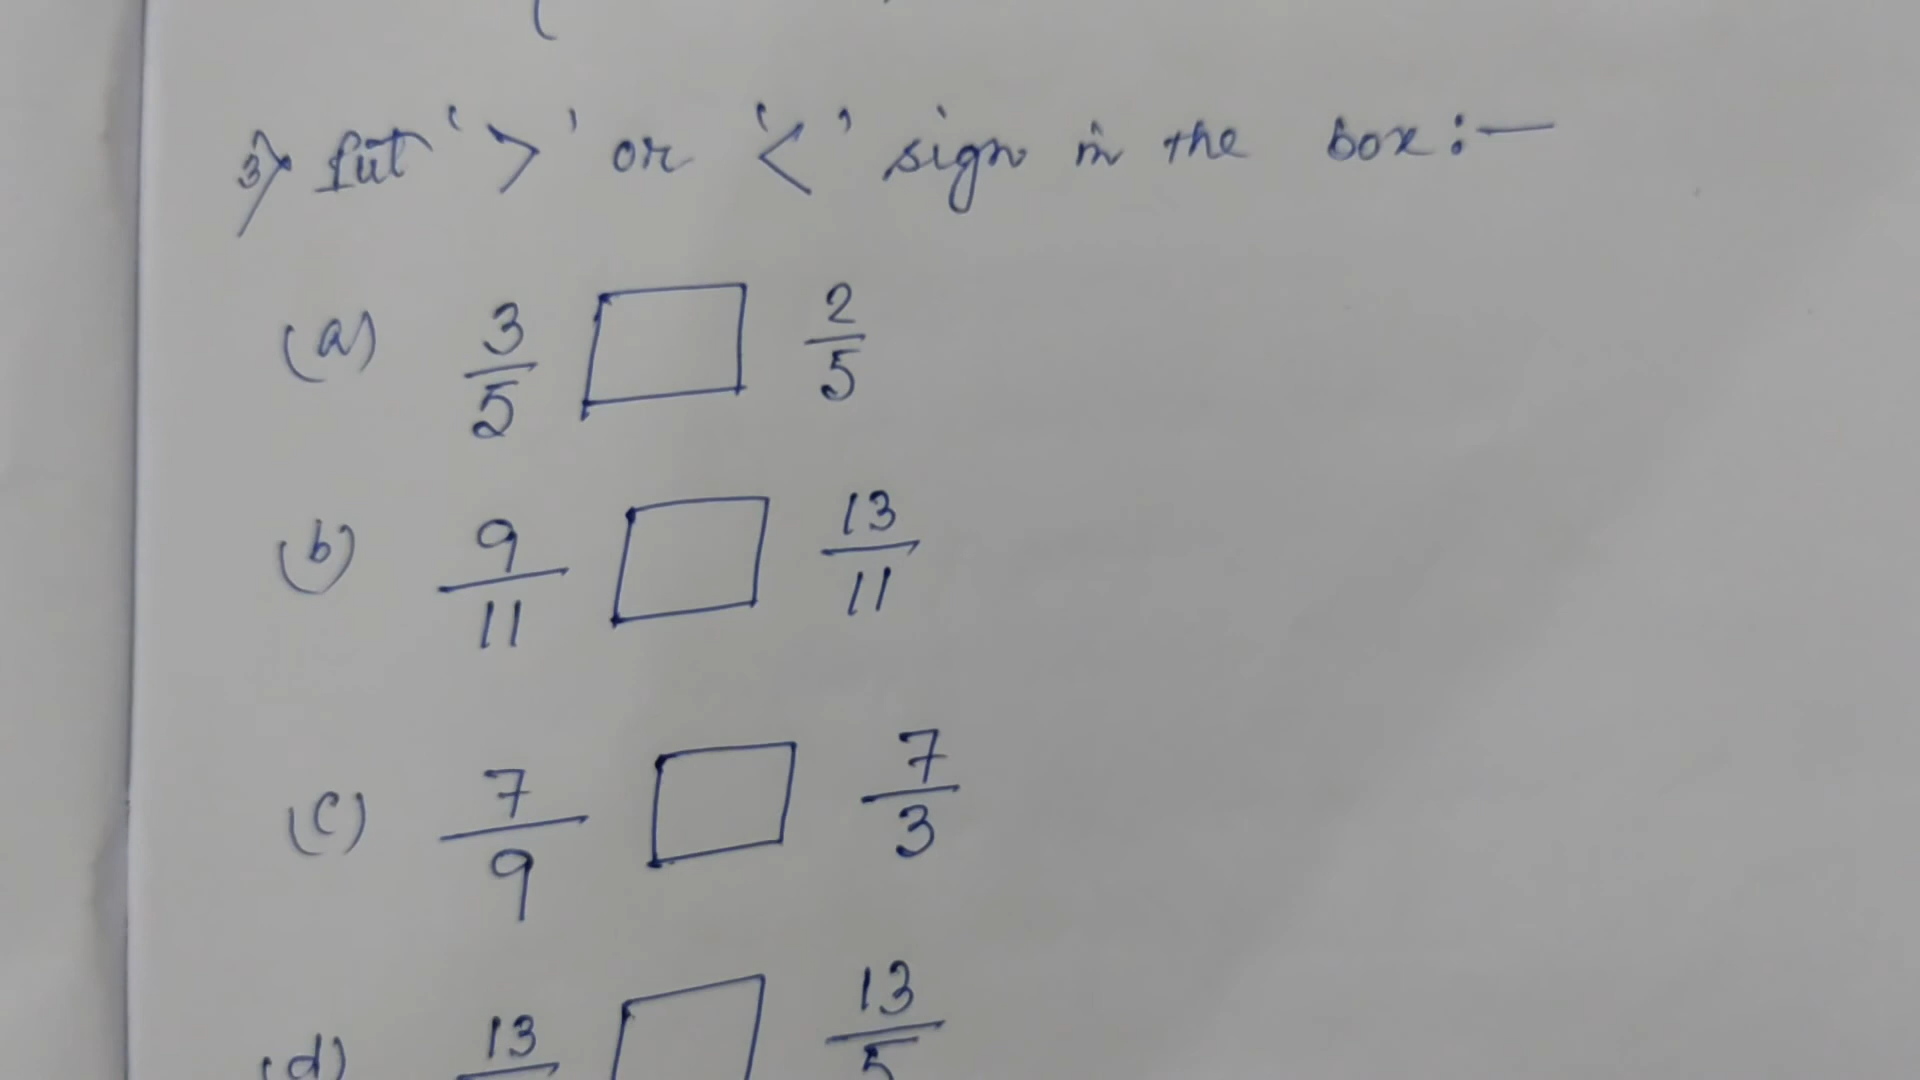 3) Put '>' or '<' sign in the box:-
(a) 3/5 □ 2/5
(b) 9/11 □ 13/11
(c) 7/9 □ 7/3
(d) 13 □ 13/5